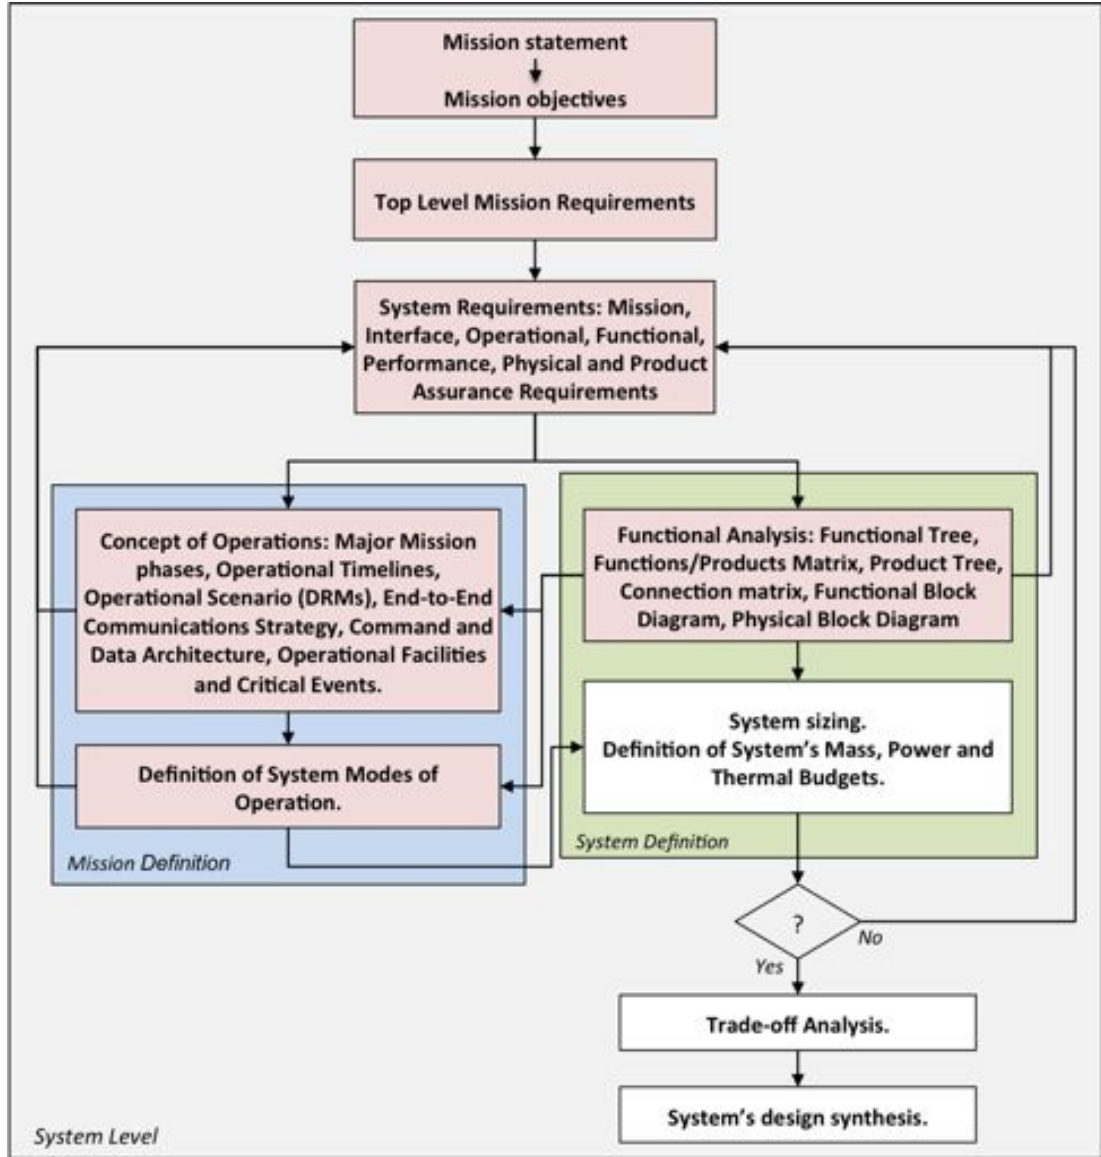 Mission statement
Mission objectives
Top Level Mission Requirements
System Requirements: Mission,
Interface, Operational, Functional,
Performance, Physical and Product
Assurance Requirements
Concept of Operations: Major Mission
phases, Operational Timelines,
Operational Scenario (DRMs), End-to-End
Communications Strategy, Command and
Data Architecture, Operational Facilities
and Critical Events.
Definition of System Modes of
Operation.
Mission Definition
Functional Analysis: Functional Tree,
Functions/Products Matrix, Product Tree,
Connection matrix, Functional Block
Diagram, Physical Block Diagram
System sizing.
Definition of System's Mass, Power and
Thermal Budgets.
System Definition
?
No
Yes
Trade-off Analysis.
System's design synthesis.
System Level